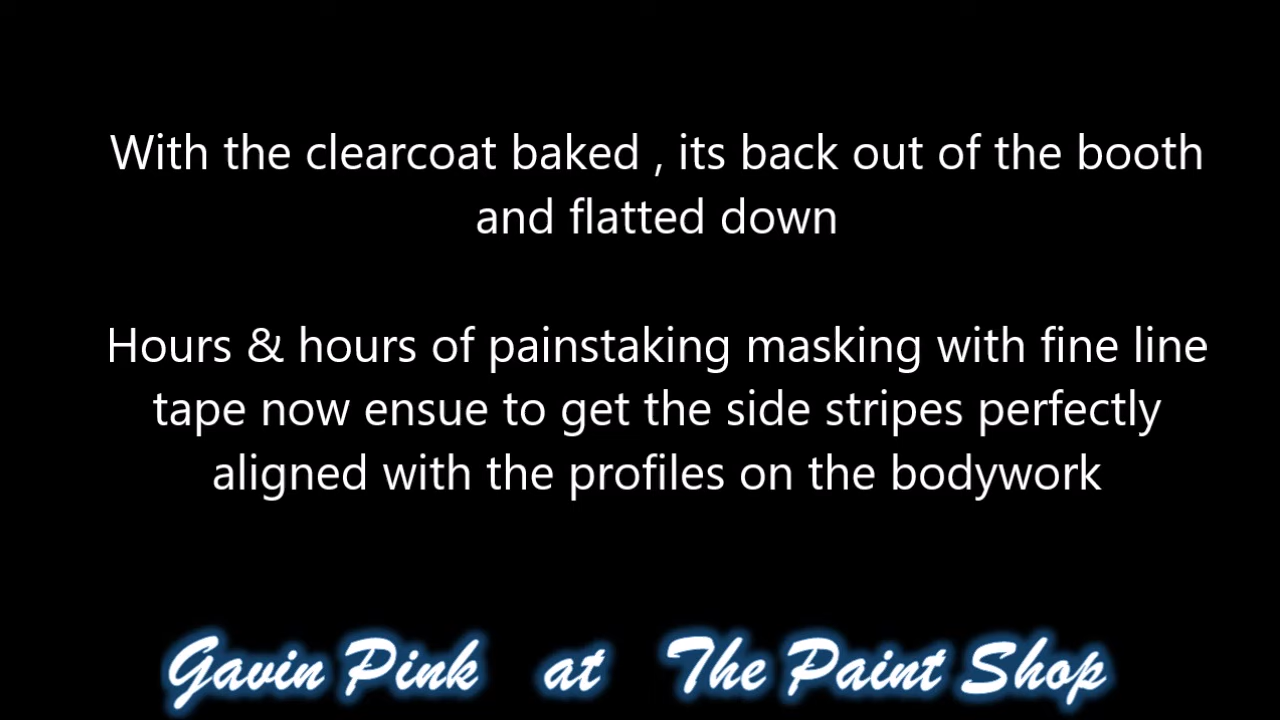 With the clearcoat baked , its back out of the booth
and flatted down
Hours & hours of painstaking masking with fine line
tape now ensue to get the side stripes perfectly
aligned with the profiles on the bodywork
Gavin Pink at The Paint Shop